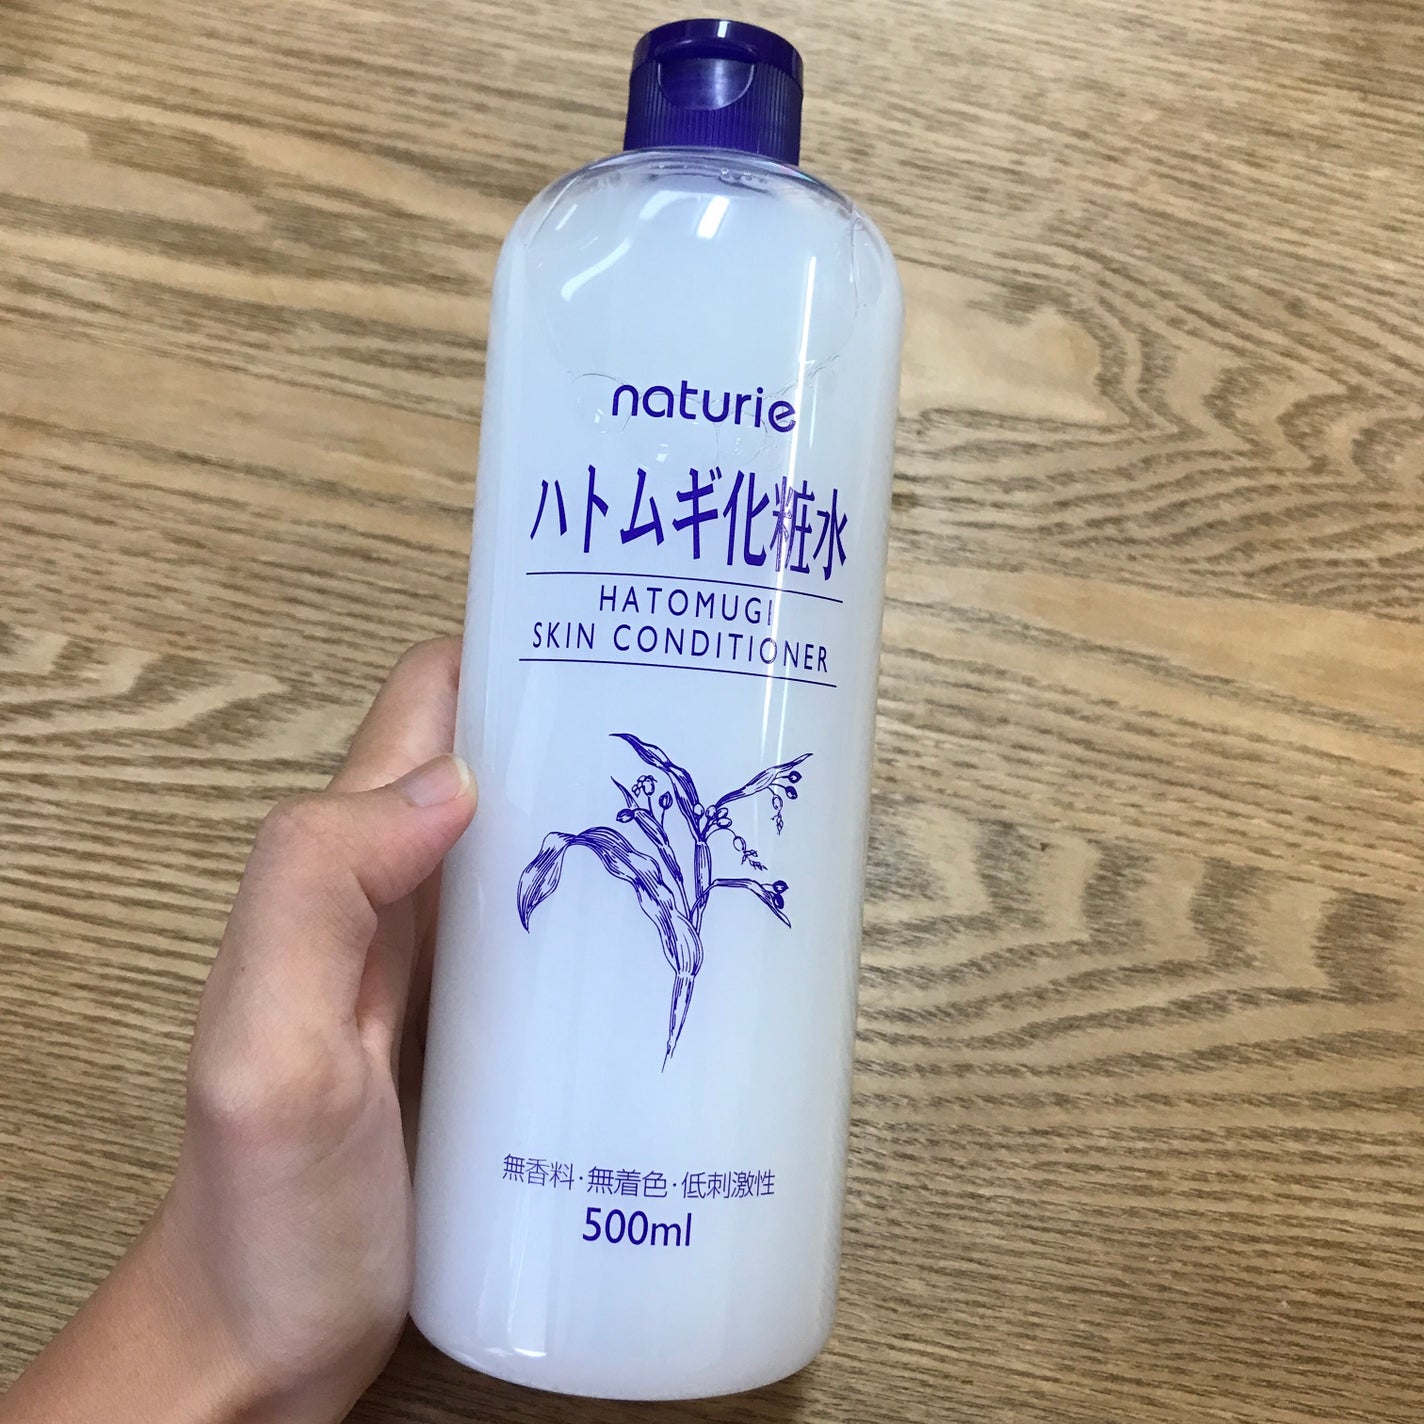 naturie
ハトムギ化粧水
HATOMUGI
SKIN CONDITIONER
無香料·無着色·低刺激性
500ml